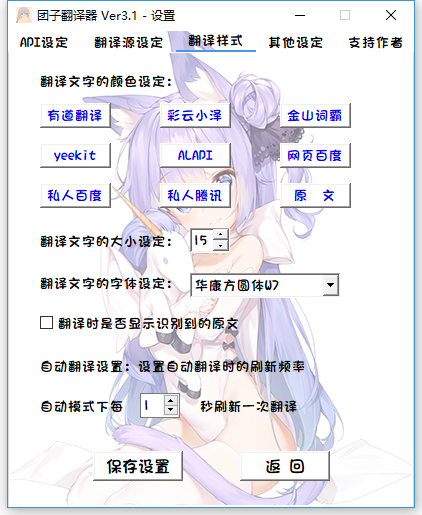 团子翻译器 Ver3.1 - 设置
API设定 翻译源设定 翻译样式 其他设定 支持作者
翻译文字的颜色设定：
有道翻译 彩云小泽 金山词霸
yeekit ALAPI 网页百度
私人百度 私人腾讯 原 文
翻译文字的大小设定： 15
翻译文字的字体设定： 华康方圆体W7
翻译时是否显示识别到的原文
自动翻译设置：设置自动翻译时的刷新频率
自动模式下每 1 秒刷新一次翻译
保存设置 返 回